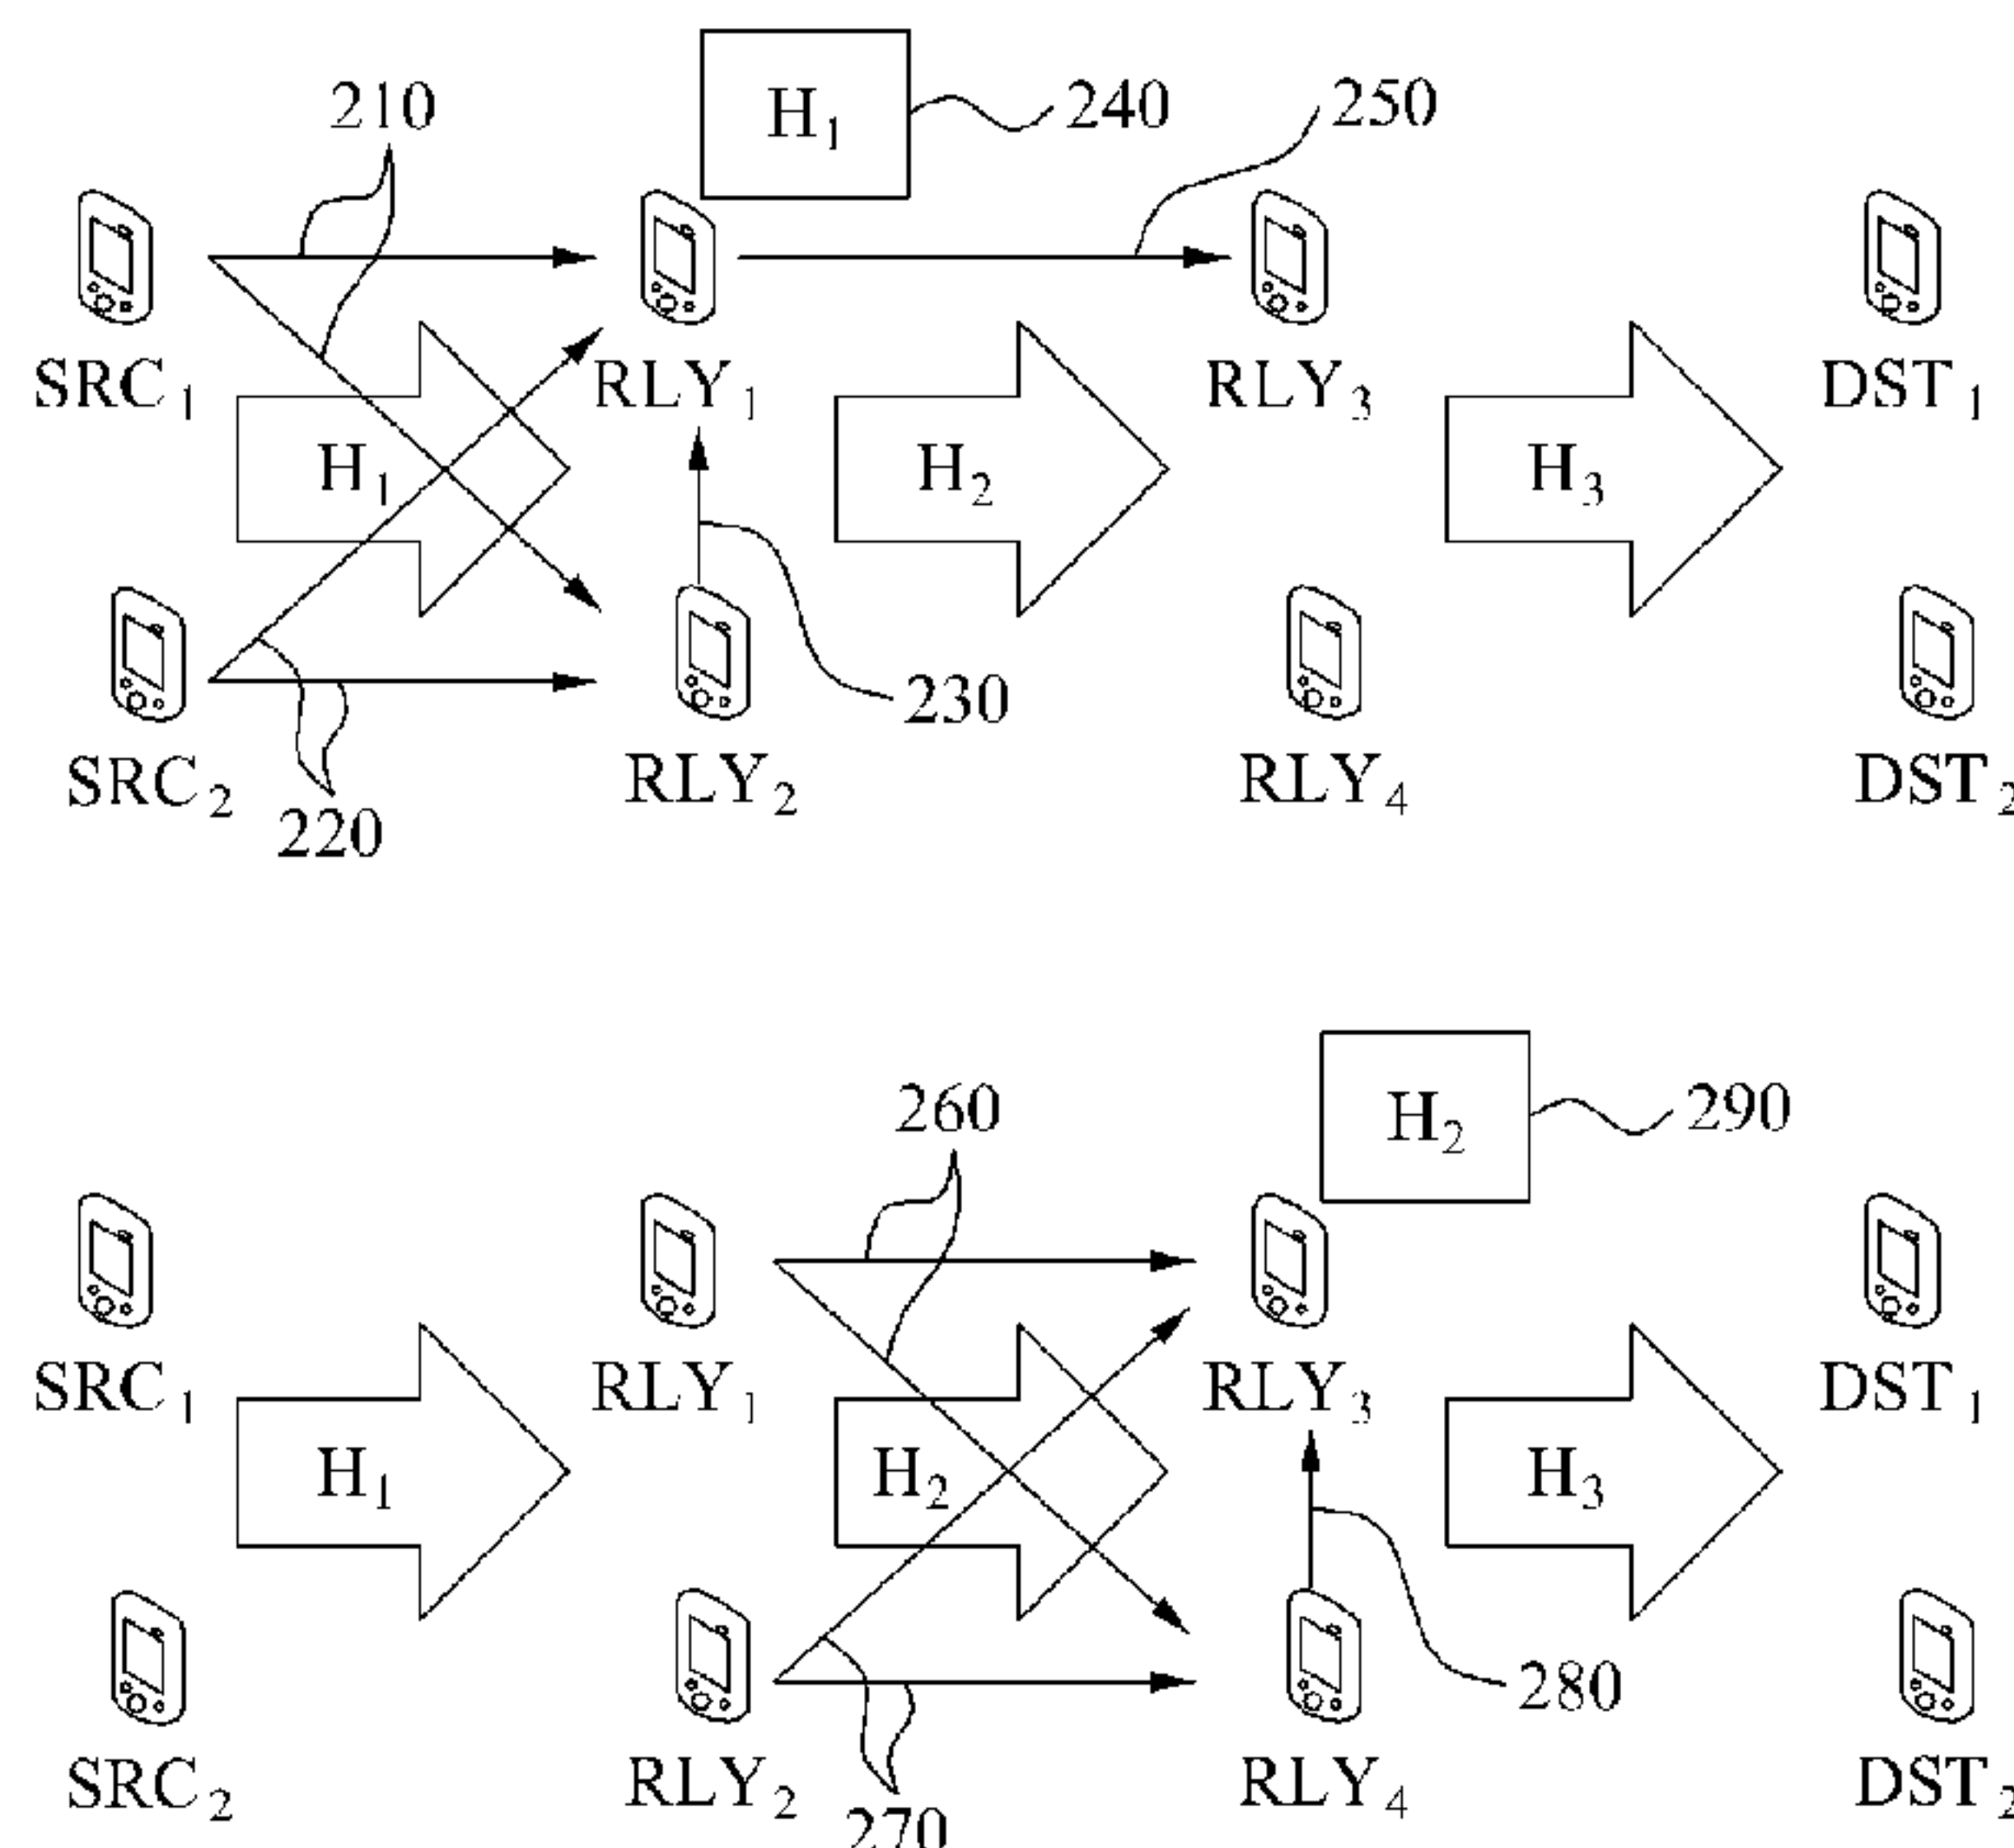 210
H₁
240
250
SRC₁
RLY₁
RLY₃
DST₁
H₁
H₂
H₃
230
SRC₂
RLY₂
RLY₄
DST₂
220
260
H₂
290
SRC₁
RLY₁
RLY₃
DST₁
H₁
H₂
H₃
280
SRC₂
RLY₂
RLY₄
DST₂
270